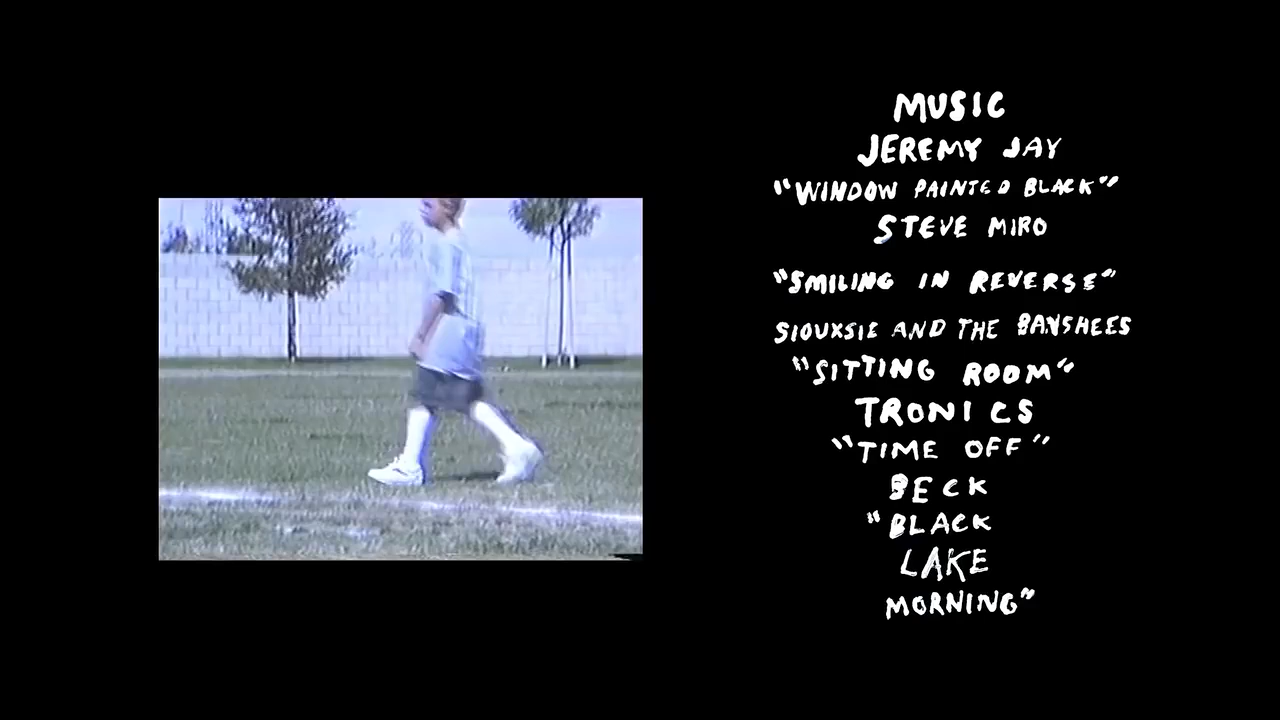 MUSIC
JEREMY JAY
"WINDOW PAINTED BLACK"
STEVE MIRO
"SMILING IN REVERSE"
SIOUXSIE AND THE BANSHEES
"SITTING ROOM"
TRONICS
"TIME OFF"
BECK
"BLACK
LAKE
MORNING"